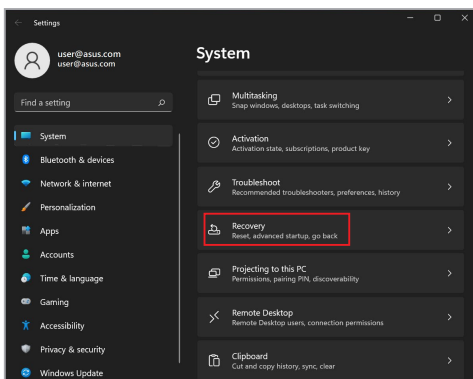 Settings
user@asus.com
user@asus.com
Find a setting
System
Bluetooth & devices
Network & internet
Personalization
Apps
Accounts
Time & language
Gaming
Accessibility
Privacy & security
Windows Update
System
Multitasking
Snap windows, desktops, task switching
Activation
Activation state, subscriptions, product key
Troubleshoot
Recommended troubleshooters, preferences, history
Recovery
Reset, advanced startup, go back
Projecting to this PC
Permissions, pairing PIN, discoverability
Remote Desktop
Remote Desktop users, connection permissions
Clipboard
Cut and copy history, sync, clear